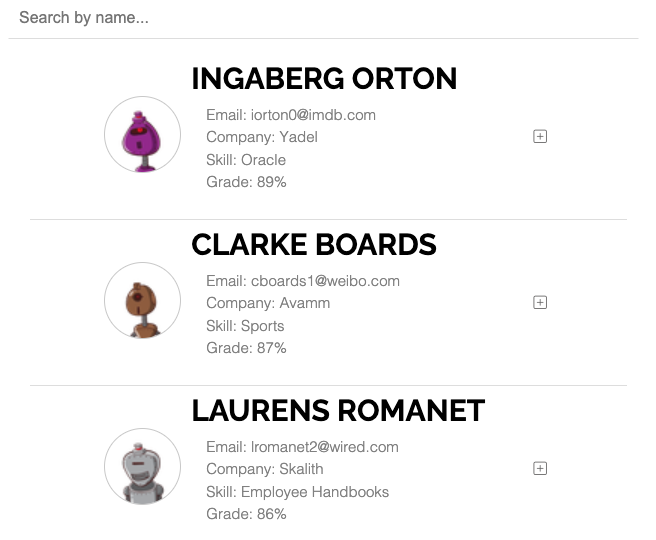 Search by name...
INGABERG ORTON
Email: iorton0@imdb.com
Company: Yadel
Skill: Oracle
Grade: 89%
CLARKE BOARDS
Email: cboards1@weibo.com
Company: Avamm
Skill: Sports
Grade: 87%
LAURENS ROMANET
Email: lromanet2@wired.com
Company: Skalith
Skill: Employee Handbooks
Grade: 86%